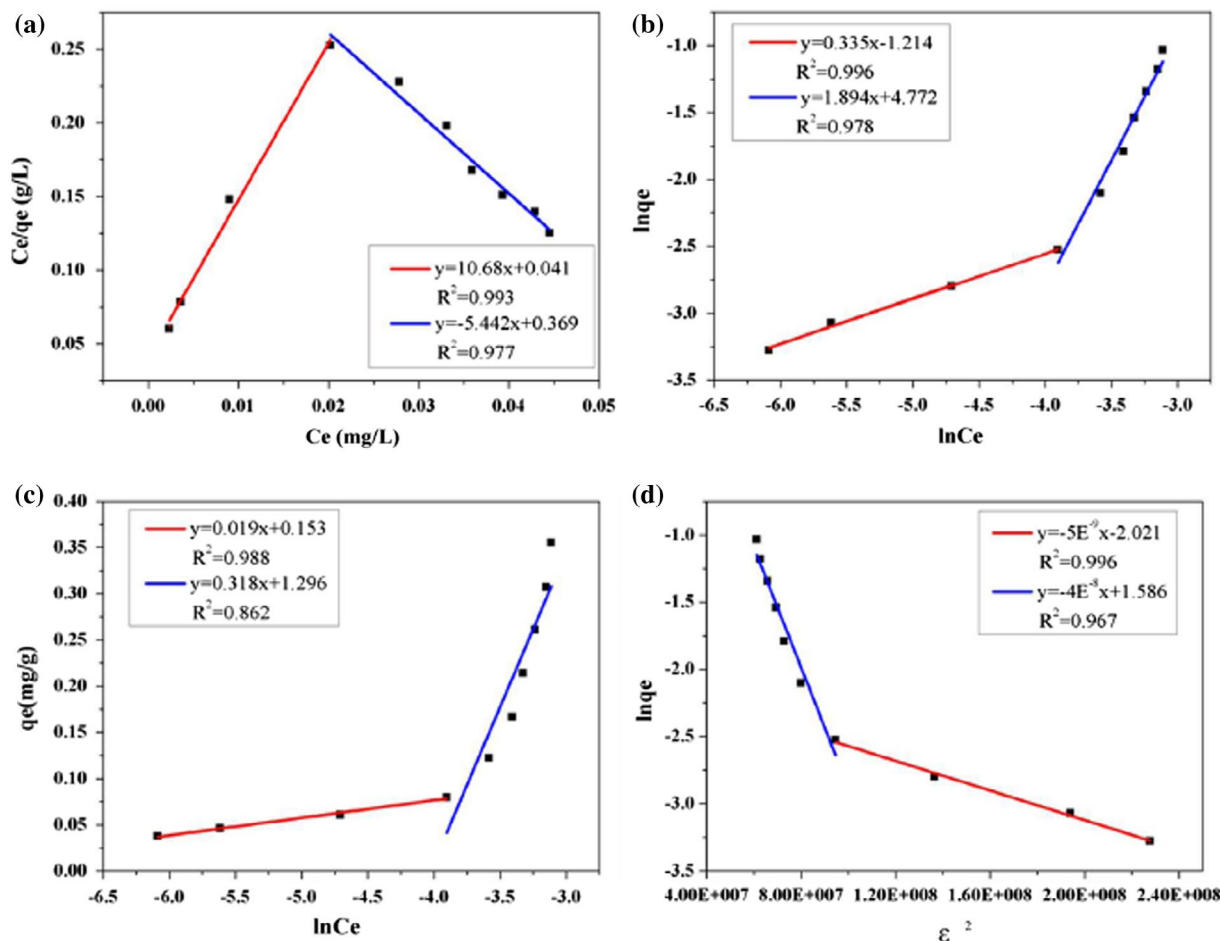 (a)
0.25
0.20
0.15
0.10
0.05
Ce/qe (g/L)
y=10.68x+0.041
R²=0.993
y=-5.442x+0.369
R²=0.977
0.00 0.01 0.02 0.03 0.04 0.05
Ce (mg/L)
(b)
-1.0
-1.5
-2.0
-2.5
-3.0
-3.5
lnqe
y=0.335x-1.214
R²=0.996
y=1.894x+4.772
R²=0.978
-6.5 -6.0 -5.5 -5.0 -4.5 -4.0 -3.5 -3.0
lnCe
(c)
0.40
0.35
0.30
0.25
0.20
0.15
0.10
0.05
0.00
qe(mg/g)
y=0.019x+0.153
R²=0.988
y=0.318x+1.296
R²=0.862
-6.5 -6.0 -5.5 -5.0 -4.5 -4.0 -3.5 -3.0
lnCe
(d)
-1.0
-1.5
-2.0
-2.5
-3.0
-3.5
lnqe
y=-5E⁻⁹x-2.021
R²=0.996
y=-4E⁻⁸x+1.586
R²=0.967
4.00E+007 8.00E+007 1.20E+008 1.60E+008 2.00E+008 2.40E+008
ε ²